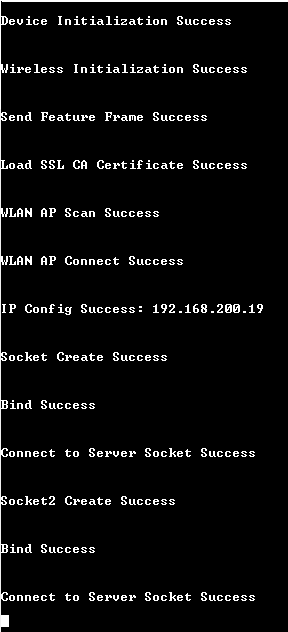 Device Initialization Success
Wireless Initialization Success
Send Feature Frame Success
Load SSL CA Certificate Success
WLAN AP Scan Success
WLAN AP Connect Success
IP Config Success: 192.168.200.19
Socket Create Success
Bind Success
Connect to Server Socket Success
Socket2 Create Success
Bind Success
Connect to Server Socket Success